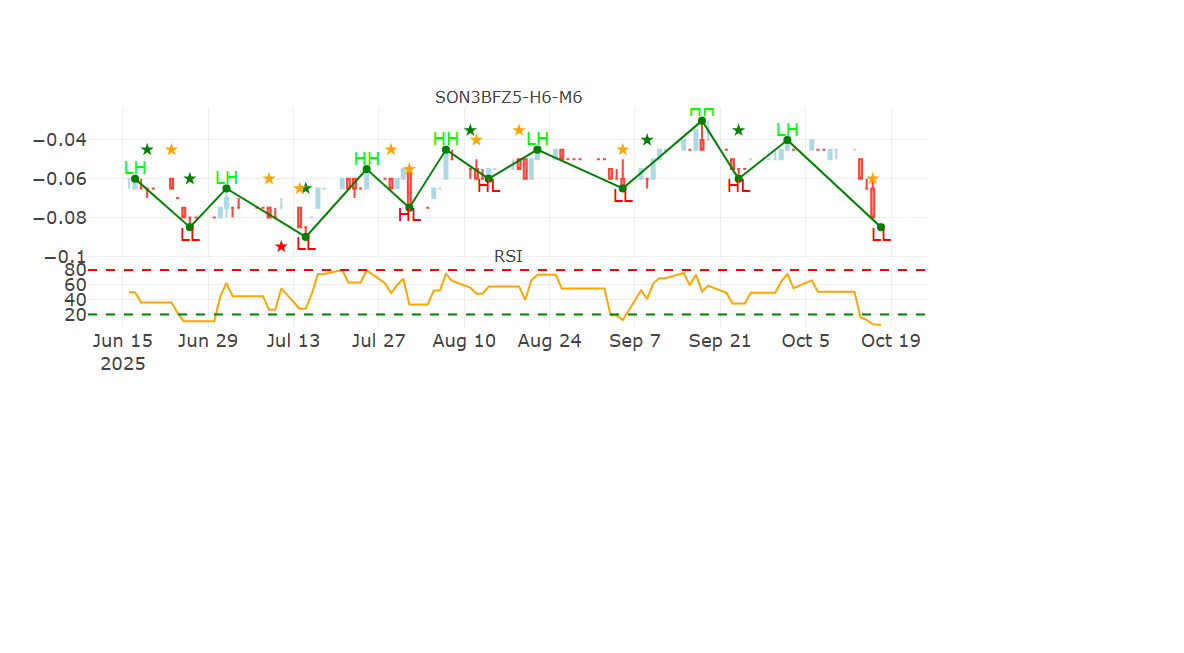 SON3BFZ5-H6-M6
HH
−0.04
HH
LH
LH
HH
LH
−0.06
LH
HL
HL
LL
HL
−0.08
LL
LL
LL
−0.1
RSI
80
60
40
20
Jun 15 Jun 29 Jul 13 Jul 27 Aug 10 Aug 24 Sep 7 Sep 21 Oct 5 Oct 19
2025